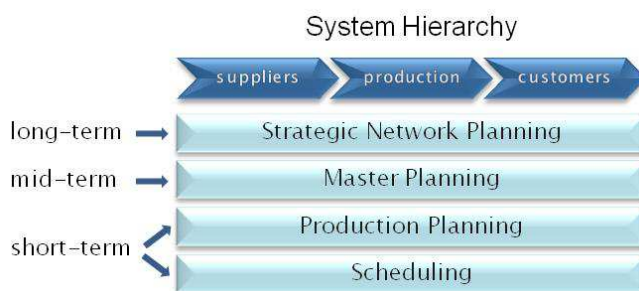 System Hierarchy
suppliers production customers
long-term Strategic Network Planning
mid-term Master Planning
Production Planning
short-term
Scheduling